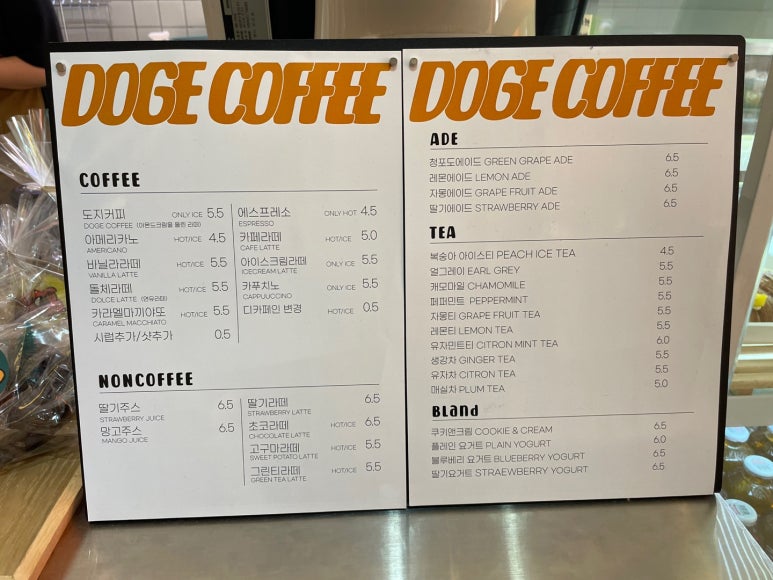 DOGE COFFEE
COFFEE
도지커피 ONLY ICE 5.5
DOGE COFFEE (아몬드크림을 올린 라떼)
아메리카노 HOT/ICE 4.5
AMERICANO
바닐라라떼 HOT/ICE 5.5
VANILLA LATTE
돌체라떼 HOT/ICE 5.5
DOLCE LATTE (연유라떼)
카라멜마끼야또 HOT/ICE 5.5
CARAMEL MACCHIATO
시럽추가/샷추가 0.5
에스프레소 ONLY HOT 4.5
ESPRESSO
카페라떼 HOT/ICE 5.0
CAFE LATTE
아이스크림라떼 ONLY ICE 5.5
ICECREAM LATTE
카푸치노 ONLY ICE 5.5
CAPPUUCCINO
디카페인 변경 HOT/ICE 0.5
NONCOFFEE
딸기주스 6.5
STRAWBERRY JUICE
망고주스 6.5
MANGO JUICE
딸기라떼 6.5
STRAWBERRY LATTE
초코라떼 HOT/ICE 6.5
CHOCOLATE LATTE
고구마라떼 HOT/ICE 5.5
SWEET POTATO LATTE
그린티라떼 HOT/ICE 5.5
GREEN TEA LATTE
DOGE COFFEE
ADE
청포도에이드 GREEN GRAPE ADE 6.5
레몬에이드 LEMON ADE 6.5
자몽에이드 GRAPE FRUIT ADE 6.5
딸기에이드 STRAWBERRY ADE 6.5
TEA
복숭아 아이스티 PEACH ICE TEA 4.5
얼그레이 EARL GREY 5.5
캐모마일 CHAMOMILE 5.5
페퍼민트 PEPPERMINT 5.5
자몽티 GRAPE FRUIT TEA 5.5
레몬티 LEMON TEA 5.5
유자민트티 CITRON MINT TEA 6.0
생강차 GINGER TEA 5.5
유자차 CITRON TEA 5.5
매실차 PLUM TEA 5.0
BLand
쿠키앤크림 COOKIE & CREAM 6.5
플레인 요거트 PLAIN YOGURT 6.0
블루베리 요거트 BLUEBERRY YOGURT 6.5
딸기요거트 STRAEWBERRY YOGURT 6.5